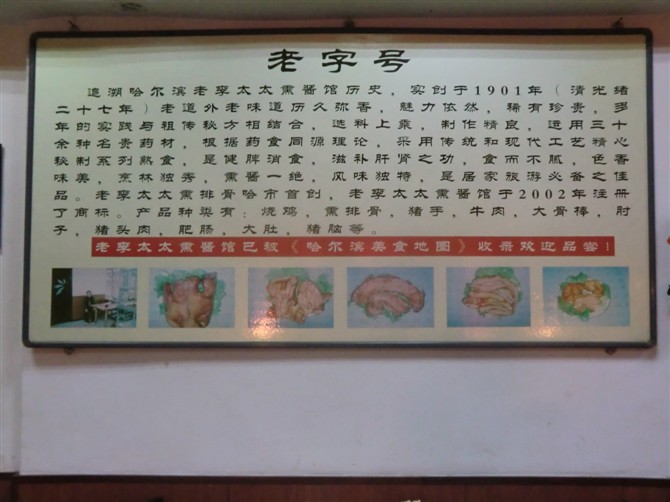 老字号
追溯哈尔滨老李太太熏酱馆历史，实创于1901年（清光绪
二十七年）老道外老味道历久弥香，魅力依然，稀有珍贵，多
年的实践与祖传秘方相结合，选料上乘，制作精良，适用三十
余种名贵药材，根据药食同源理论，采用传统和现代工艺精心
秘制系列熟食，是健脾消食，滋补肝肾之功，食而不腻，色香
味美，烹林独秀，熏酱一绝，风味独特，是居家旅游必备之佳
品。老李太太熏排骨哈市首创，老李太太熏酱馆于2002年注册
了商标。产品种类有：烧鸡，熏排骨，猪手，牛肉，大骨棒，肘
子，猪头肉，肥肠，大肚，猪脑等。
老李太太熏酱馆已被《哈尔滨美食地图》收录欢迎品尝！